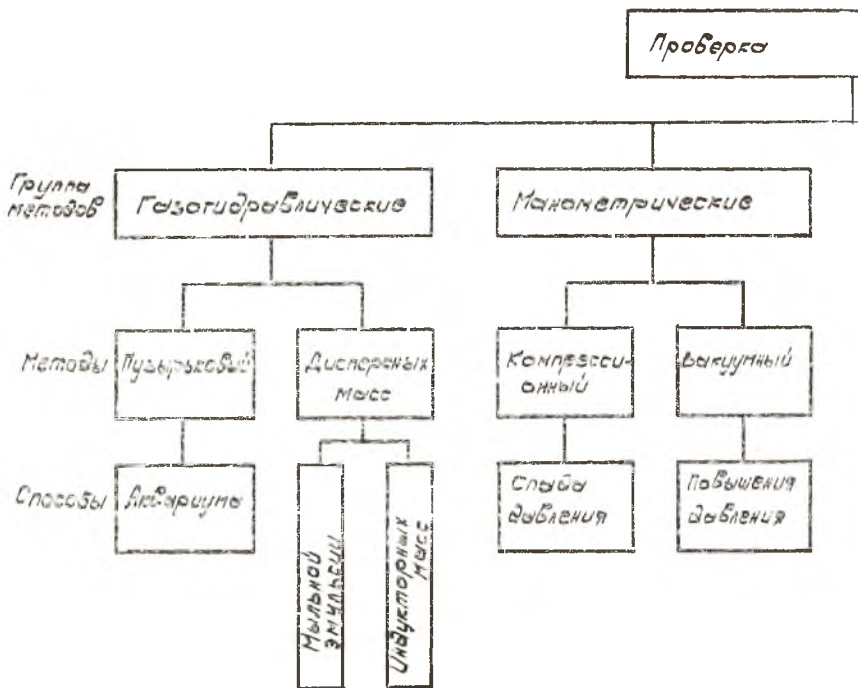 Проверка
Группа
методов
Газогидравлические
Манометрические
Методы
Пузырьковый
Дисперсных
масс
Компресси-
онный
Вакуумный
Способы
Аквариума
Мыльной
эмульсии
Индукторных
масс
Спада
давления
Повышения
давления